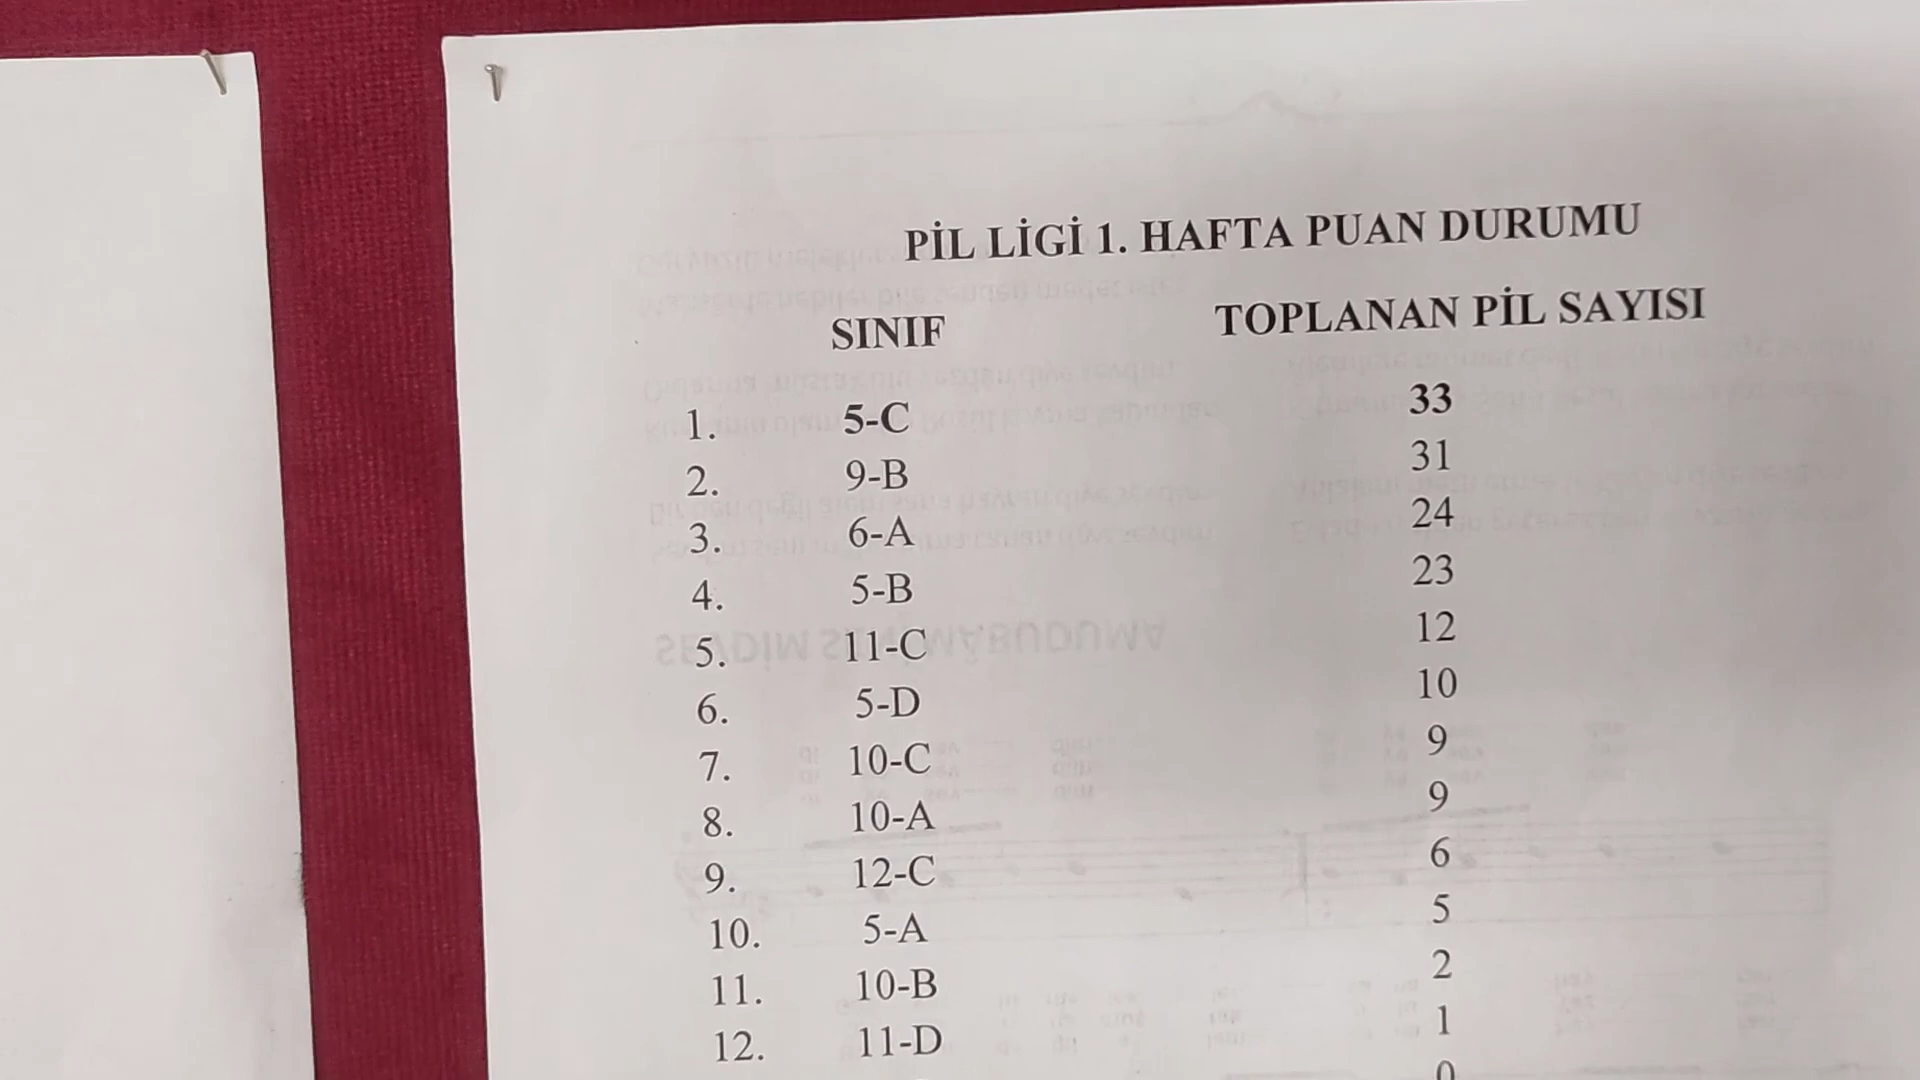 PİL LİGİ 1. HAFTA PUAN DURUMU
SINIF TOPLANAN PİL SAYISI
1. 5-C 33
2. 9-B 31
3. 6-A 24
4. 5-B 23
5. 11-C 12
6. 5-D 10
7. 10-C 9
8. 10-A 9
9. 12-C 6
10. 5-A 5
11. 10-B 2
12. 11-D 1
0